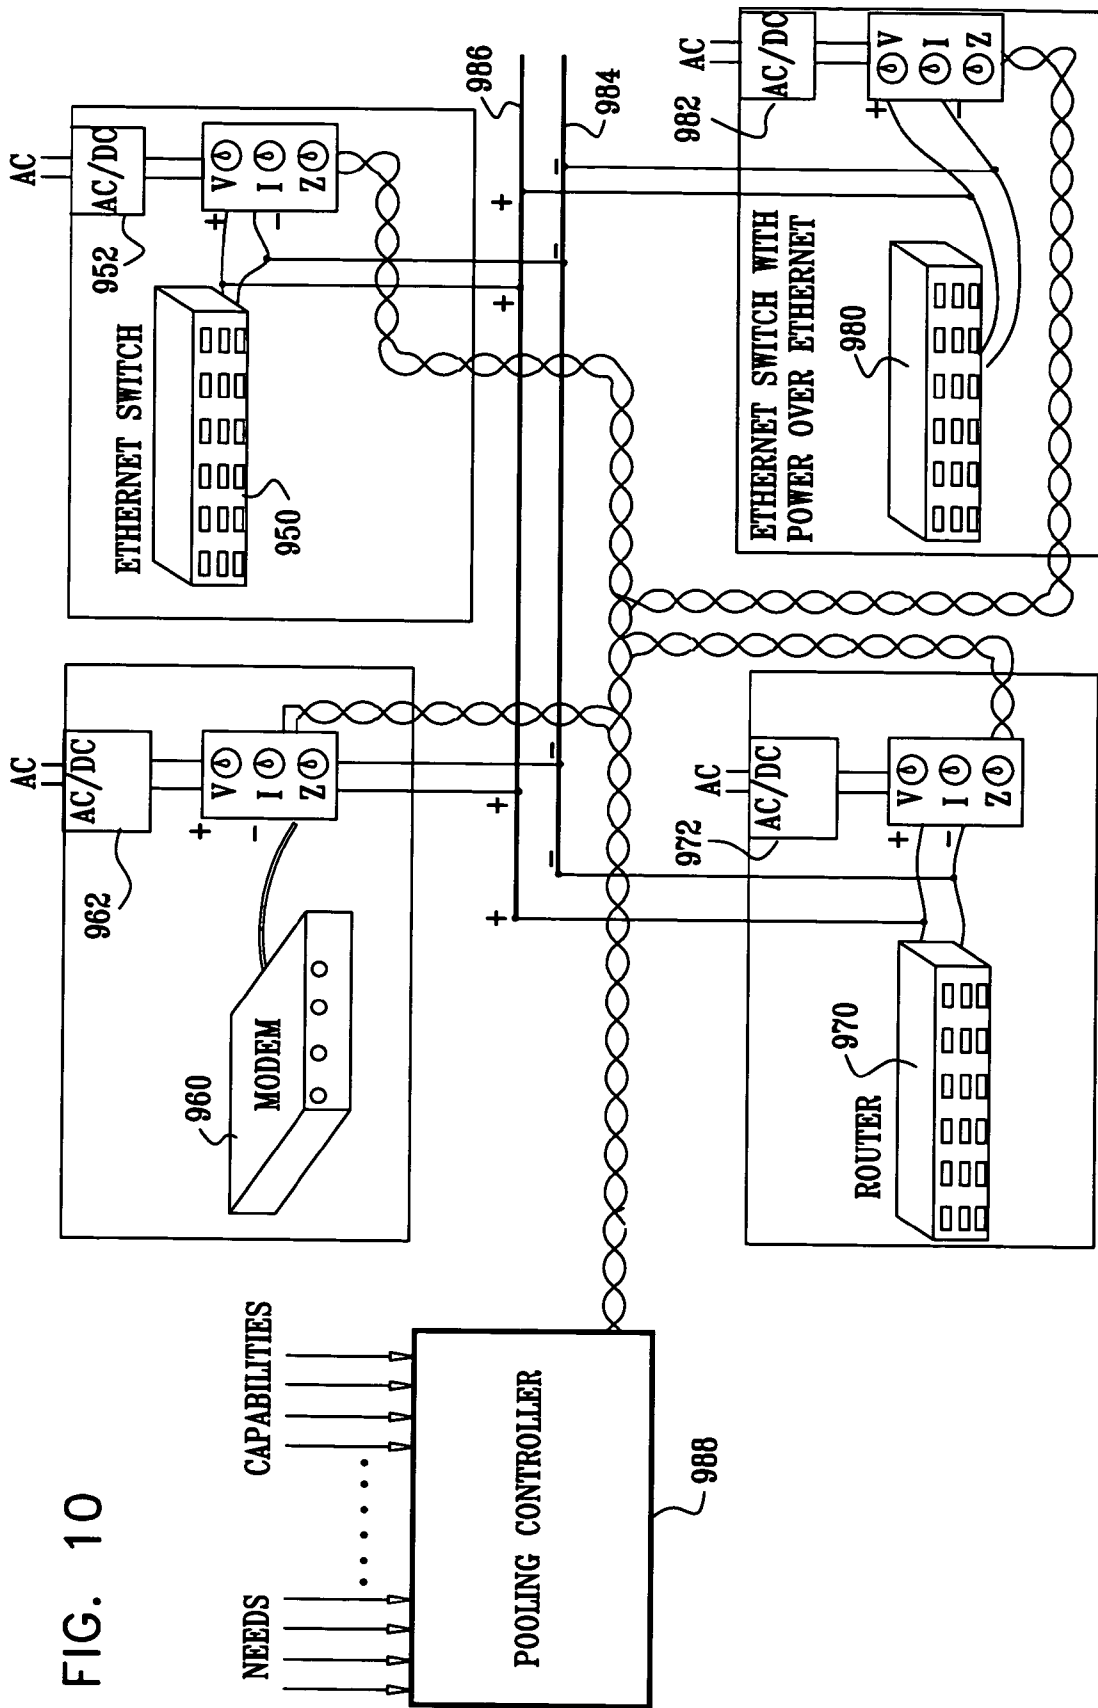 FIG. 10
NEEDS
CAPABILITIES
POOLING CONTROLLER
988
AC
AC/DC
962
V
I
Z
+
-
960
MODEM
+
-
AC
AC/DC
952
V
I
Z
+
-
ETHERNET SWITCH
950
+
-
986
984
+
-
+
-
AC
AC/DC
972
V
I
Z
+
-
ROUTER
970
AC
AC/DC
982
V
I
Z
+
-
ETHERNET SWITCH WITH
POWER OVER ETHERNET
980